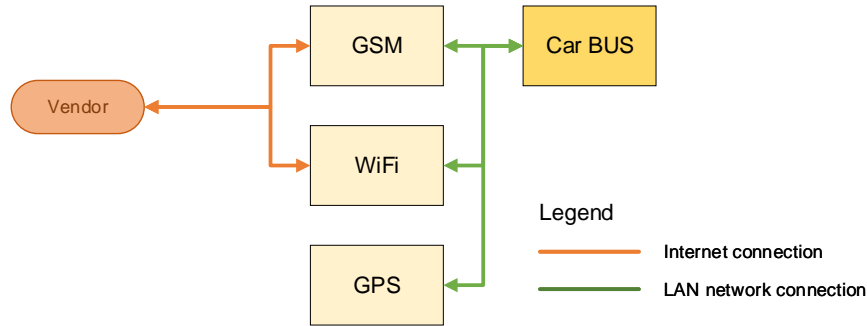 GSM
Car BUS
Vendor
WiFi
Legend
Internet connection
GPS
LAN network connection